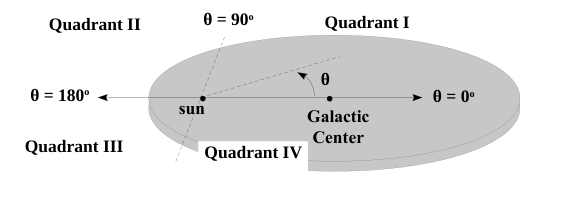 Quadrant II
θ = 90º
Quadrant I
θ
θ = 180º
θ = 0º
sun
Galactic
Center
Quadrant III
Quadrant IV